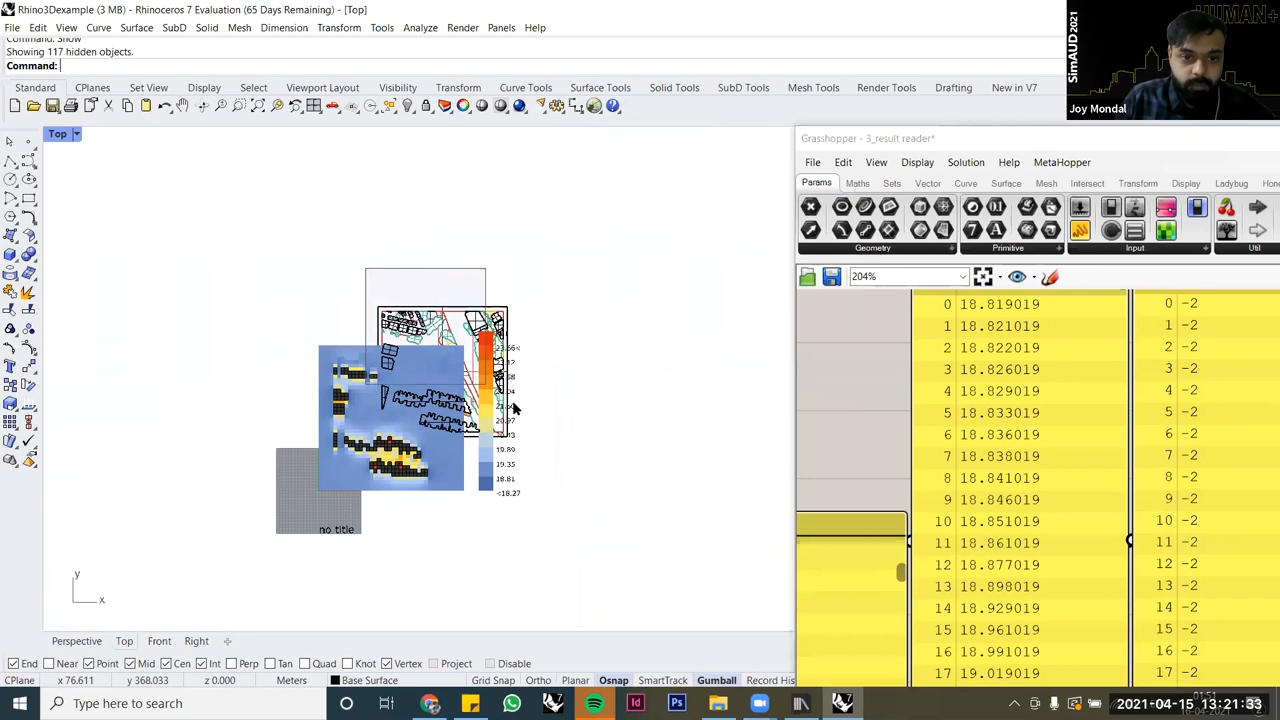 Rhino3Dexample (3 MB) - Rhinoceros 7 Evaluation (65 Days Remaining) - [Top]
File Edit View Curve Surface SubD Solid Mesh Dimension Transform Tools Analyze Render Panels Help
Command: Show
Showing 117 hidden objects.
Command:
Standard CPlanes Set View Display Select Viewport Layout Visibility Transform Curve Tools Surface Tools Solid Tools SubD Tools Mesh Tools Render Tools Drafting New in V7
Top
SimAUD2021
HUMAN+
Joy Mondal
Grasshopper - 3_result reader*
File Edit View Display Solution Help MetaHopper
Params Maths Sets Vector Curve Surface Mesh Intersect Transform Display Ladybug
Geometry Primitive Input Util
204%
0 18.819019 0 -2
1 18.821019 1 -2
2 18.822019 2 -2
3 18.826019 3 -2
4 18.829019 4 -2
5 18.833019 5 -2
6 18.836019 6 -2
7 18.838019 7 -2
8 18.841019 8 -2
9 18.846019 9 -2
10 18.851019 10 -2
11 18.861019 11 -2
12 18.877019 12 -2
13 18.898019 13 -2
14 18.929019 14 -2
15 18.961019 15 -2
16 18.991019 16 -2
17 19.019019 17 -2
19.89
19.35
18.81
<18.27
no title
y
x
Perspective Top Front Right
End Near Point Mid Cen Int Perp Tan Quad Knot Vertex Project Disable
CPlane x 76.611 y 368.033 z 0.000 Meters Base Surface Grid Snap Ortho Planar Osnap SmartTrack Gumball Record His
Type here to search
01:51
2021-04-15 13:21:33